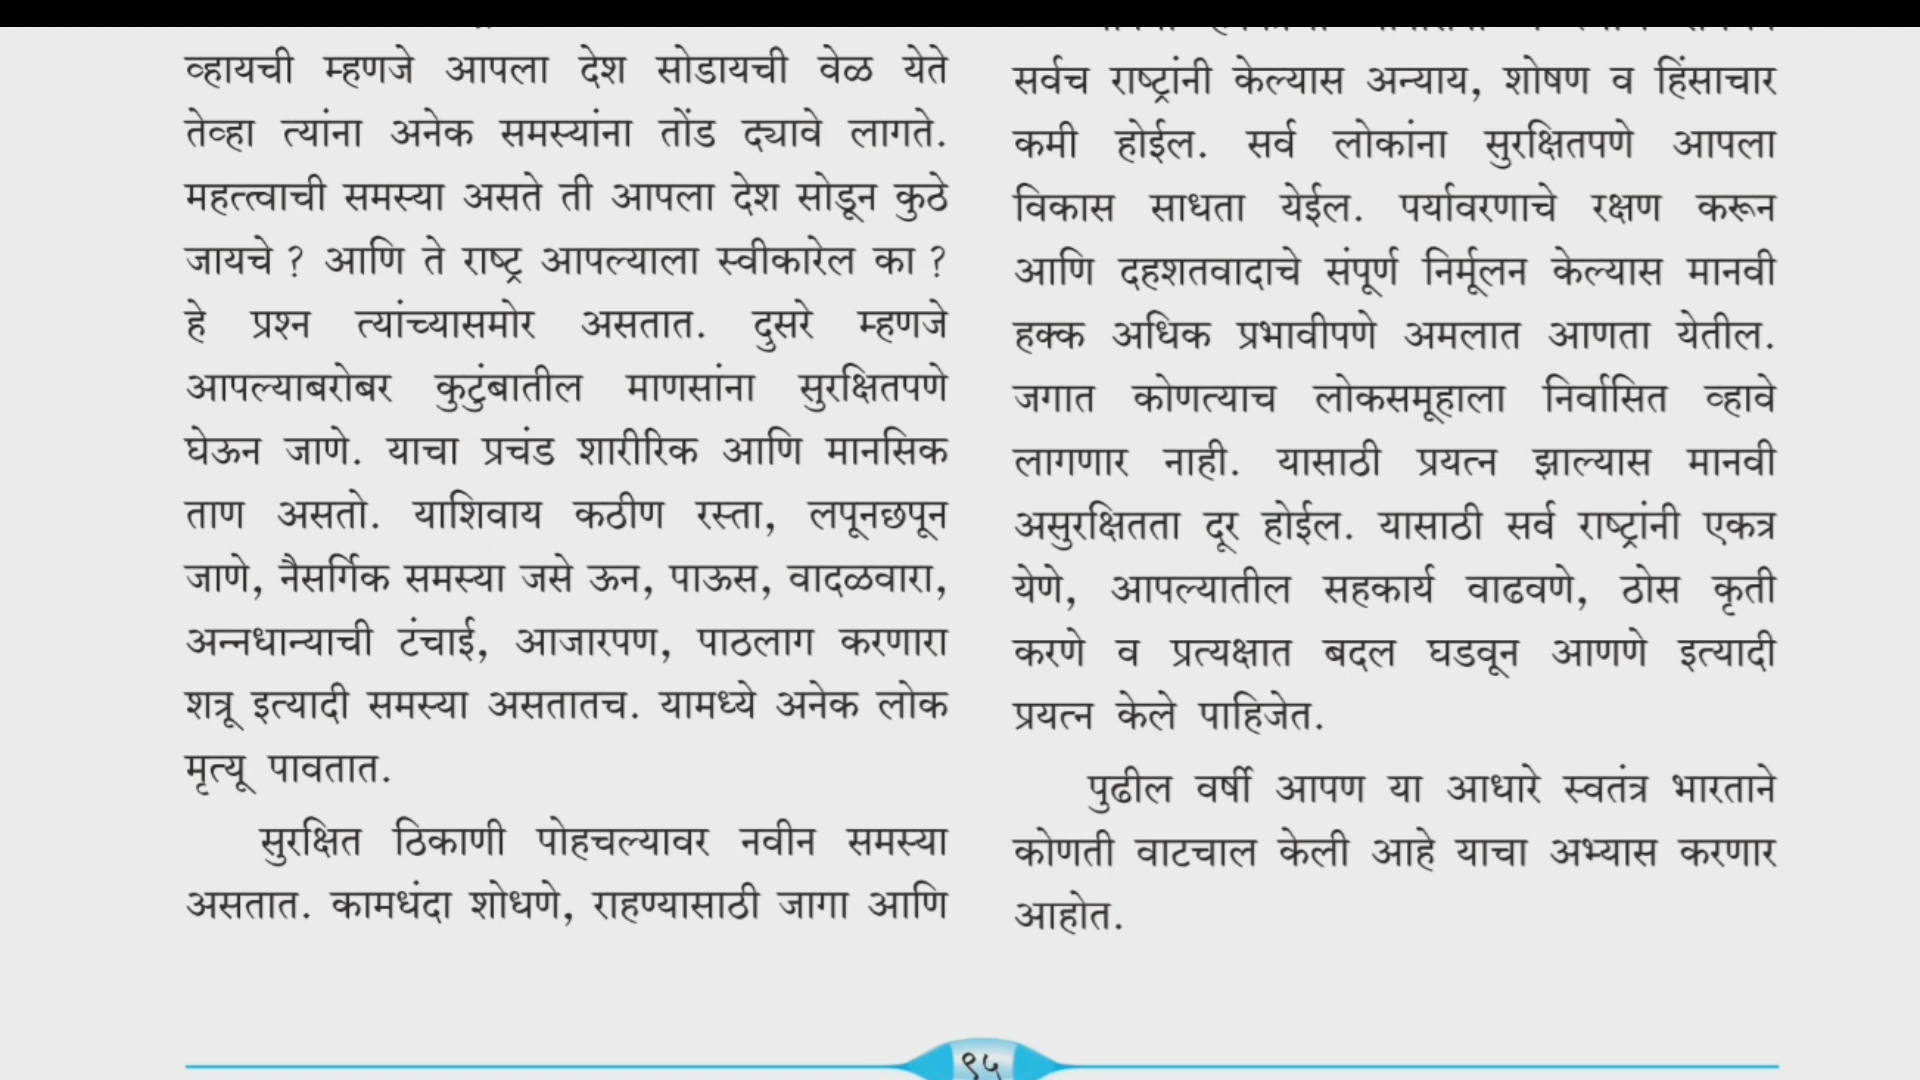 व्हायची म्हणजे आपला देश सोडायची वेळ येते
तेव्हा त्यांना अनेक समस्यांना तोंड द्यावे लागते.
महत्त्वाची समस्या असते ती आपला देश सोडून कुठे
जायचे ? आणि ते राष्ट्र आपल्याला स्वीकारेल का ?
हे प्रश्न त्यांच्यासमोर असतात. दुसरे म्हणजे
आपल्याबरोबर कुटुंबातील माणसांना सुरक्षितपणे
घेऊन जाणे. याचा प्रचंड शारीरिक आणि मानसिक
ताण असतो. याशिवाय कठीण रस्ता, लपूनछपून
जाणे, नैसर्गिक समस्या जसे ऊन, पाऊस, वादळवारा,
अन्नधान्याची टंचाई, आजारपण, पाठलाग करणारा
शत्रू इत्यादी समस्या असतातच. यामध्ये अनेक लोक
मृत्यू पावतात.
सुरक्षित ठिकाणी पोहचल्यावर नवीन समस्या
असतात. कामधंदा शोधणे, राहण्यासाठी जागा आणि
सर्वच राष्ट्रांनी केल्यास अन्याय, शोषण व हिंसाचार
कमी होईल. सर्व लोकांना सुरक्षितपणे आपला
विकास साधता येईल. पर्यावरणाचे रक्षण करून
आणि दहशतवादाचे संपूर्ण निर्मूलन केल्यास मानवी
हक्क अधिक प्रभावीपणे अमलात आणता येतील.
जगात कोणत्याच लोकसमूहाला निर्वासित व्हावे
लागणार नाही. यासाठी प्रयत्न झाल्यास मानवी
असुरक्षितता दूर होईल. यासाठी सर्व राष्ट्रांनी एकत्र
येणे, आपल्यातील सहकार्य वाढवणे, ठोस कृती
करणे व प्रत्यक्षात बदल घडवून आणणे इत्यादी
प्रयत्न केले पाहिजेत.
पुढील वर्षी आपण या आधारे स्वतंत्र भारताने
कोणती वाटचाल केली आहे याचा अभ्यास करणार
आहोत.
९५